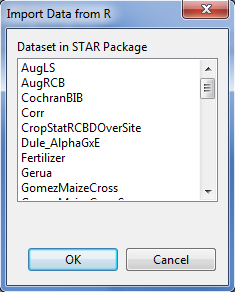 Import Data from R
Dataset in STAR Package
AugLS
AugRCB
CochranBIB
Corr
CropStatRCBDOverSite
Dule_AlphaGxE
Fertilizer
Gerua
GomezMaizeCross
OK
Cancel